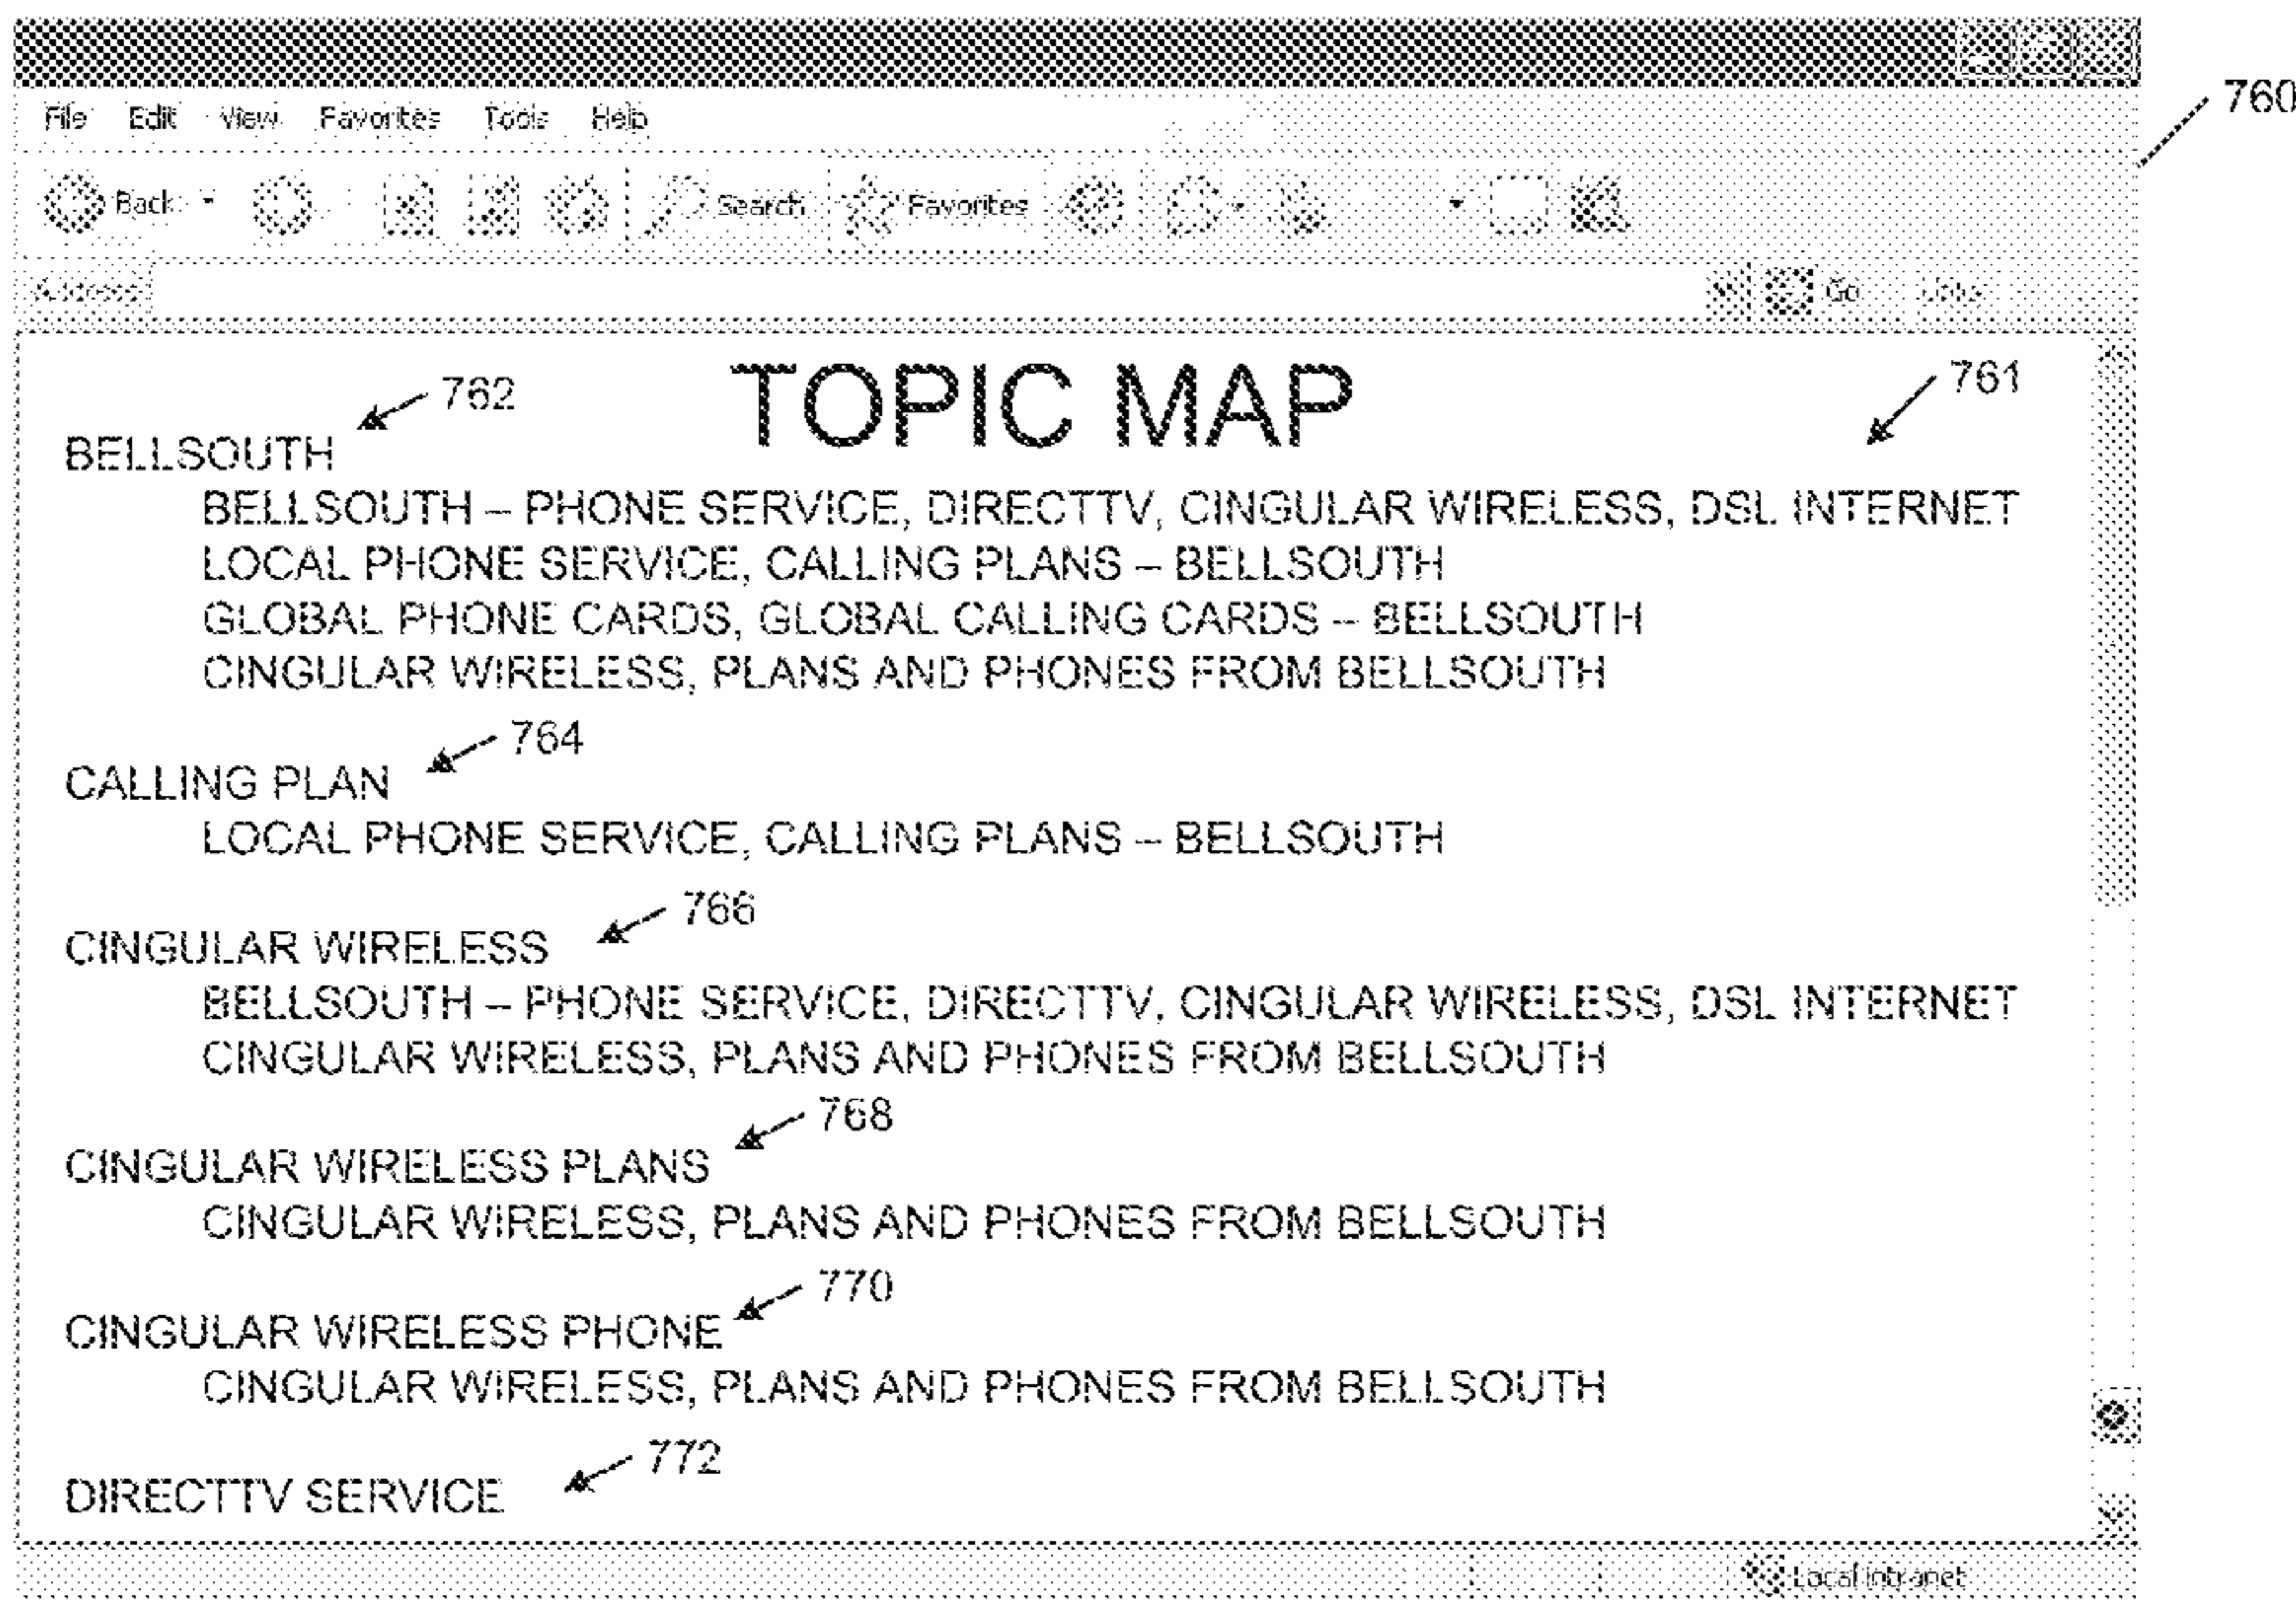 760
File Edit View Favorites Tools Help
Back Search Favorites
Address Go Links
TOPIC MAP
762
761
BELLSOUTH
BELLSOUTH – PHONE SERVICE, DIRECTTV, CINGULAR WIRELESS, DSL INTERNET
LOCAL PHONE SERVICE, CALLING PLANS – BELLSOUTH
GLOBAL PHONE CARDS, GLOBAL CALLING CARDS – BELLSOUTH
CINGULAR WIRELESS, PLANS AND PHONES FROM BELLSOUTH
764
CALLING PLAN
LOCAL PHONE SERVICE, CALLING PLANS – BELLSOUTH
766
CINGULAR WIRELESS
BELLSOUTH – PHONE SERVICE, DIRECTTV, CINGULAR WIRELESS, DSL INTERNET
CINGULAR WIRELESS, PLANS AND PHONES FROM BELLSOUTH
768
CINGULAR WIRELESS PLANS
CINGULAR WIRELESS, PLANS AND PHONES FROM BELLSOUTH
770
CINGULAR WIRELESS PHONE
CINGULAR WIRELESS, PLANS AND PHONES FROM BELLSOUTH
772
DIRECTTV SERVICE
Local intranet